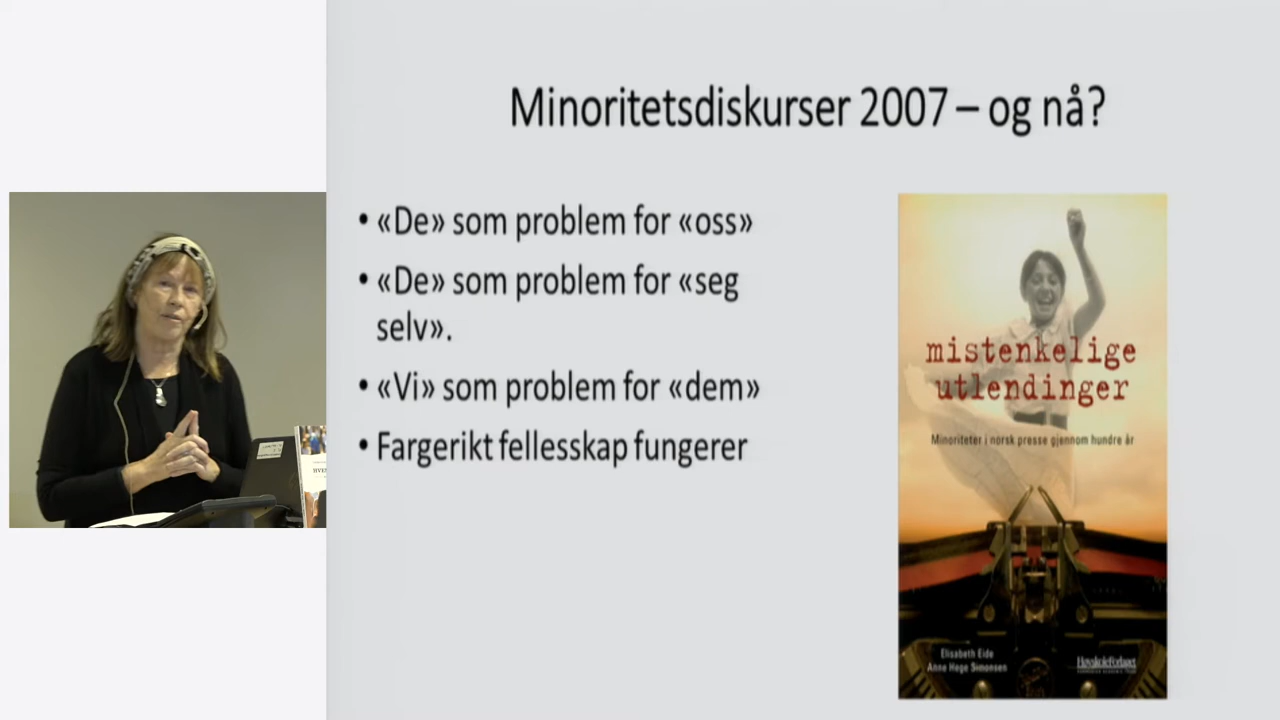 Minoritetsdiskurser 2007 – og nå?
• «De» som problem for «oss»
• «De» som problem for «seg
selv».
• «Vi» som problem for «dem»
• Fargerikt fellesskap fungerer
mistenkelige
utlendinger
Minoriteter i norsk presse gjennom hundre år
Elisabeth Eide
Anne Hege Simonsen
HøyskoleForlaget